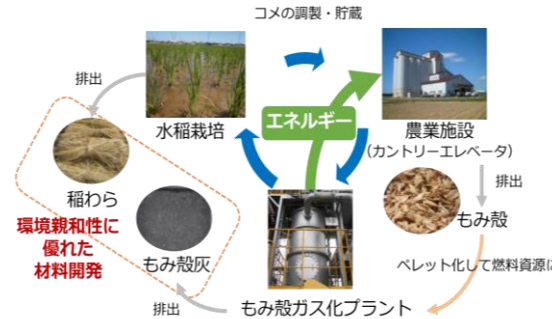 コメの調製・貯蔵
排出
水稲栽培
エネルギー
農業施設
(カントリーエレベータ)
稲わら
排出
もみ殻
環境親和性に
優れた
材料開発
もみ殻灰
ペレット化して燃料資源に
排出
もみ殻ガス化プラント